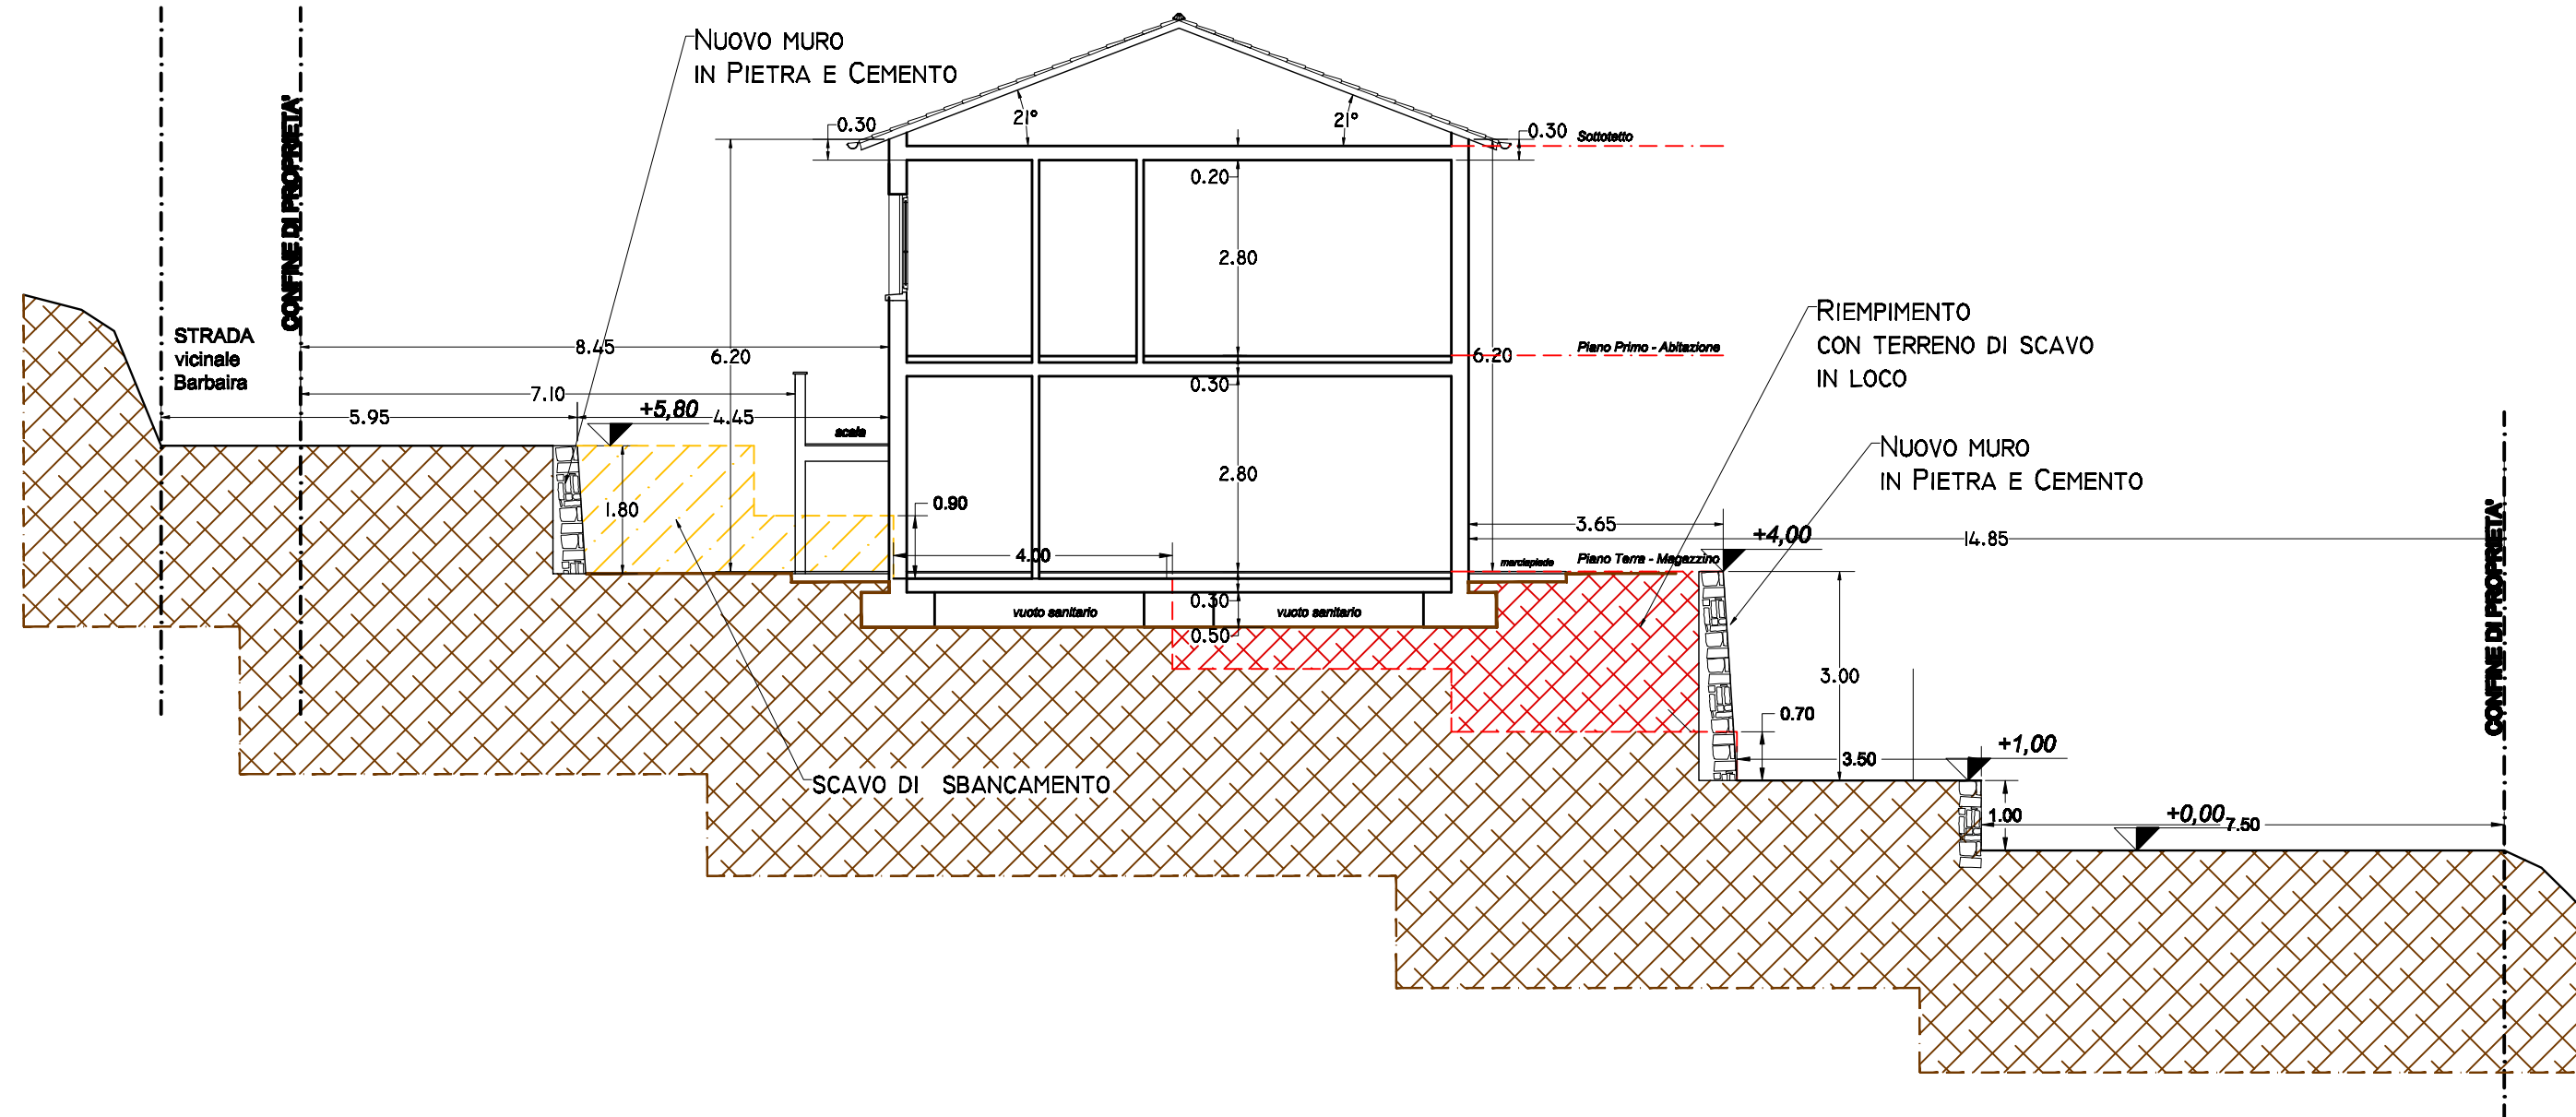 NUOVO MURO
IN PIETRA E CEMENTO
CONFINE DI PROPRIETA'
STRADA
vicinale
Barbaira
0.30
21°
21°
0.30
Sottotetto
0.20
2.80
8.45
6.20
6.20
Piano Primo - Abitazione
0.30
7.10
5.95
+5,80
4.45
scala
RIEMPIMENTO
CON TERRENO DI SCAVO
IN LOCO
NUOVO MURO
IN PIETRA E CEMENTO
2.80
1.80
0.90
4.00
3.65
+4,00
14.85
marciapiede
Piano Terra - Magazzino
vuoto sanitario
0.30
vuoto sanitario
0.50
3.00
0.70
3.50
+1,00
CONFINE DI PROPRIETA'
SCAVO DI SBANCAMENTO
1.00
+0,00
7.50